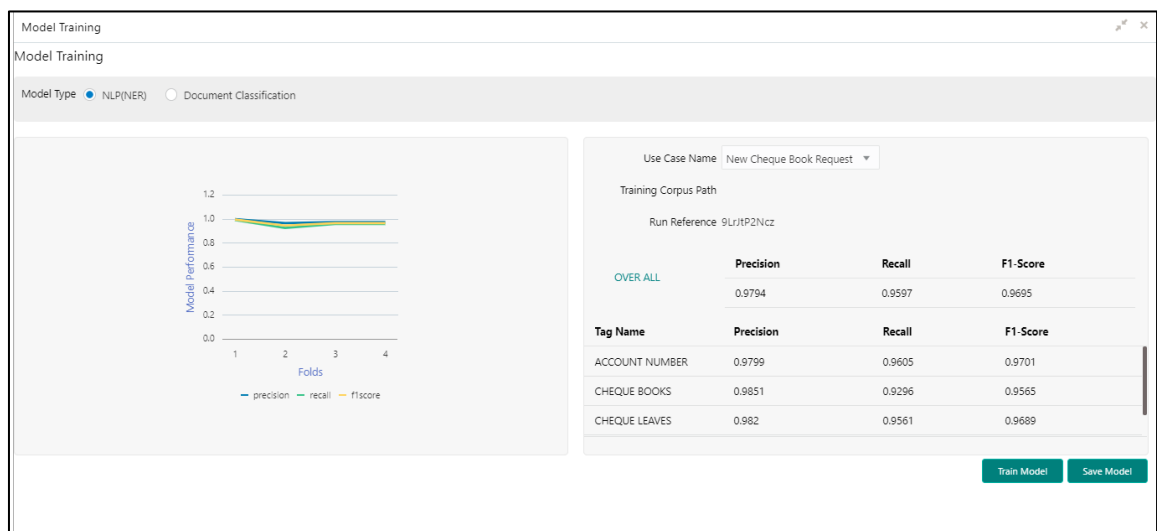 Model Training
Model Training
Model Type NLP(NER) Document Classification
1.2
1.0
0.8
0.6
0.4
0.2
0.0
Model Performance
1 2 3 4
Folds
precision recall f1score
Use Case Name New Cheque Book Request
Training Corpus Path
Run Reference 9LrJtP2Ncz
OVER ALL
Precision Recall F1-Score
0.9794 0.9597 0.9695
Tag Name Precision Recall F1-Score
ACCOUNT NUMBER 0.9799 0.9605 0.9701
CHEQUE BOOKS 0.9851 0.9296 0.9565
CHEQUE LEAVES 0.982 0.9561 0.9689
Train Model Save Model